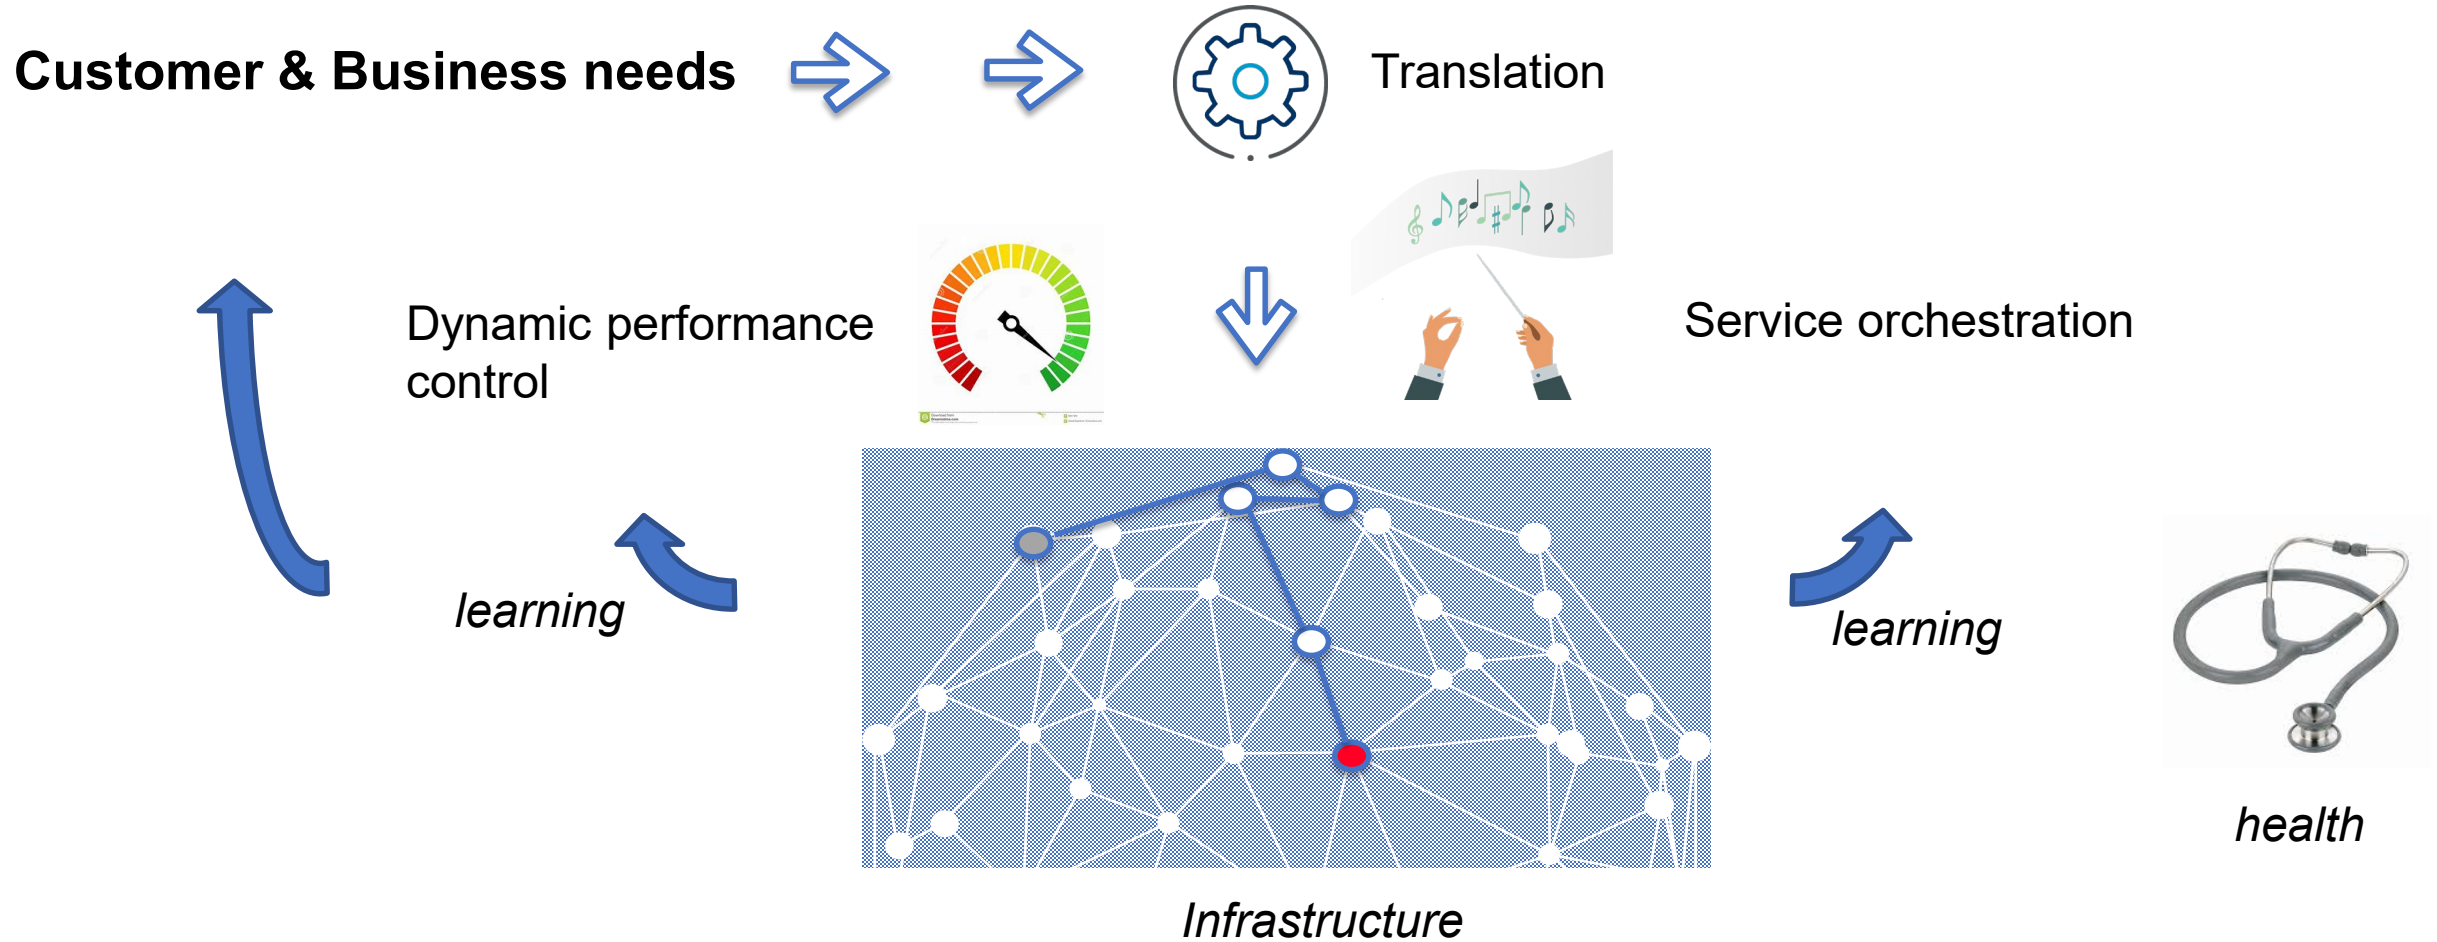 Customer & Business needs
Translation
Dynamic performance
control
Service orchestration
learning
learning
health
Infrastructure